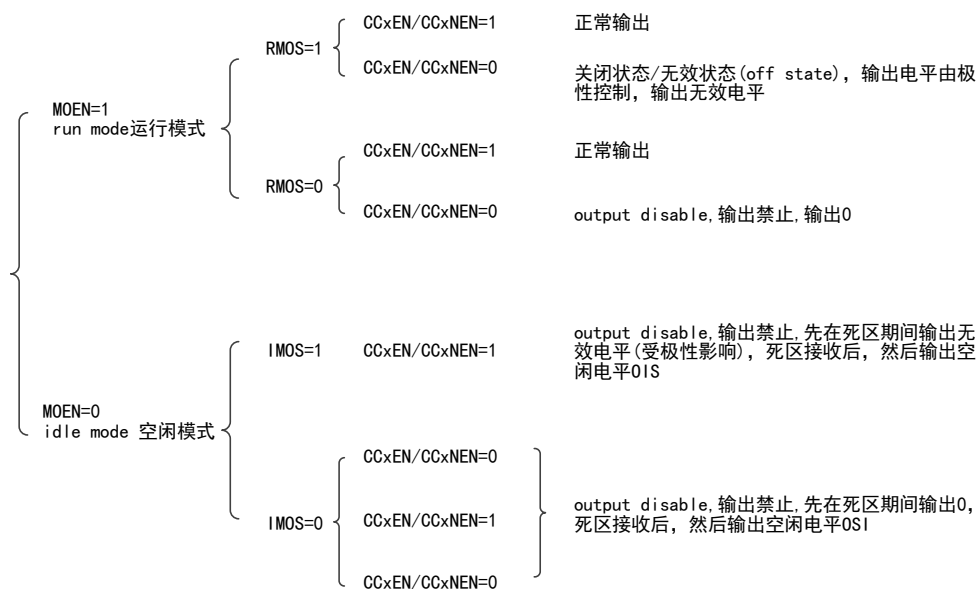 CCxEN/CCxNEN=1
正常输出
RMOS=1
CCxEN/CCxNEN=0
关闭状态/无效状态(off state), 输出电平由极
性控制, 输出无效电平
MOEN=1
run mode运行模式
CCxEN/CCxNEN=1
正常输出
RMOS=0
CCxEN/CCxNEN=0
output disable,输出禁止,输出0
IMOS=1
CCxEN/CCxNEN=1
output disable,输出禁止,先在死区期间输出无
效电平(受极性影响), 死区接收后, 然后输出空
闲电平OIS
MOEN=0
idle mode 空闲模式
CCxEN/CCxNEN=0
IMOS=0
CCxEN/CCxNEN=1
output disable,输出禁止,先在死区期间输出0,
死区接收后, 然后输出空闲电平OSI
CCxEN/CCxNEN=0